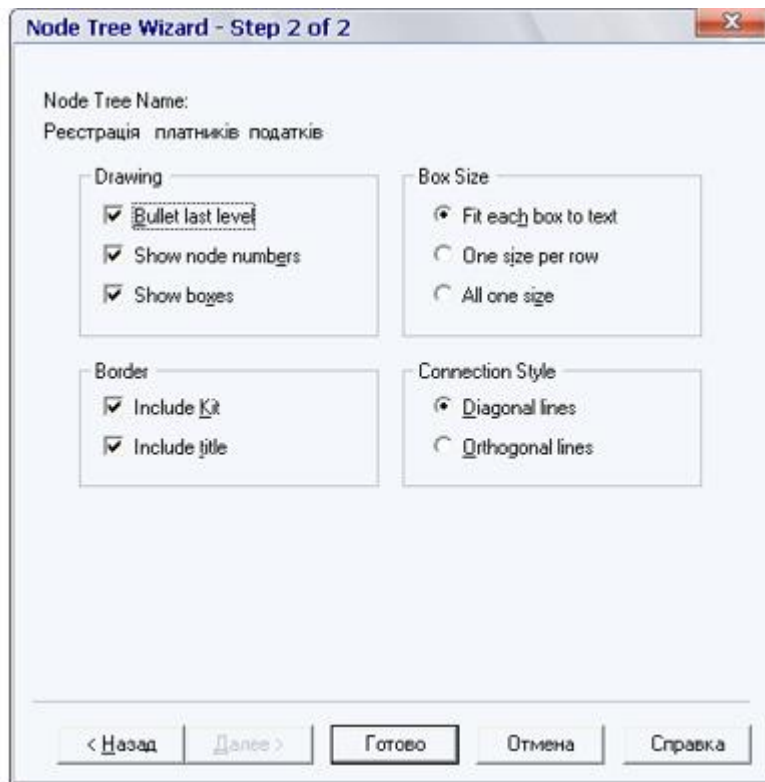 Node Tree Wizard - Step 2 of 2
Node Tree Name:
Реєстрація платників податків
Drawing
Bullet last level
Show node numbers
Show boxes
Box Size
Fit each box to text
One size per row
All one size
Border
Include Kit
Include title
Connection Style
Diagonal lines
Orthogonal lines
< Назад
Далее >
Готово
Отмена
Справка